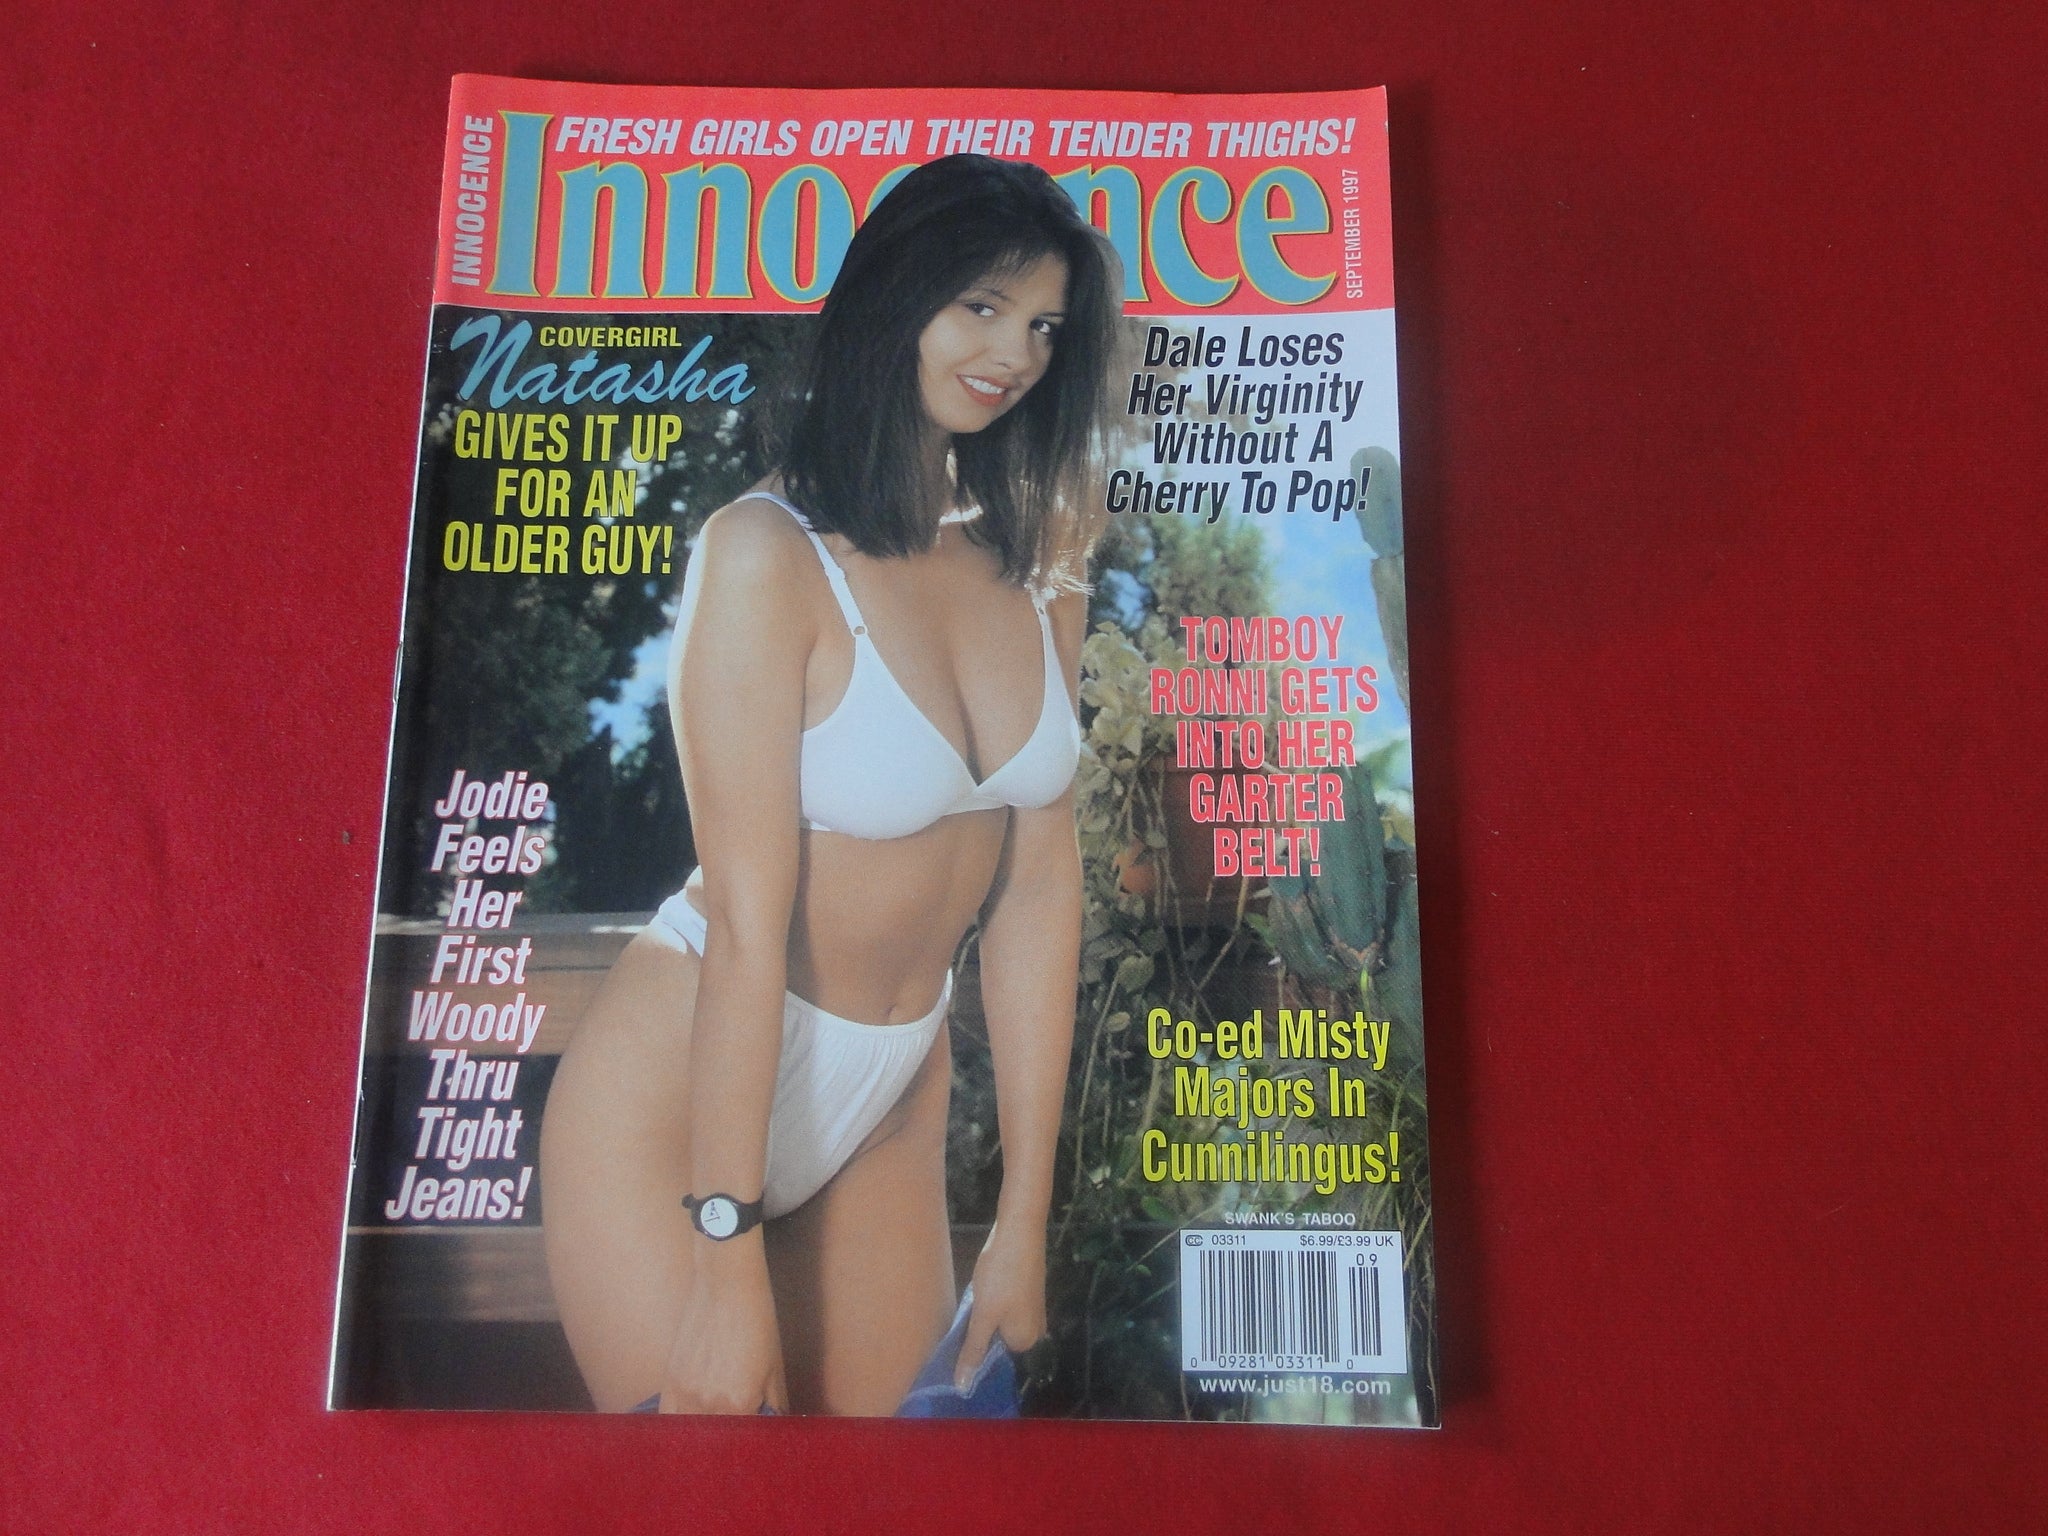 FRESH GIRLS OPEN THEIR TENDER THIGHS!
INNOCENCE
Innocence
SEPTEMBER 1997
COVERGIRL
Natasha
GIVES IT UP
FOR AN
OLDER GUY!
Dale Loses
Her Virginity
Without A
Cherry To Pop!
TOMBOY
RONNI GETS
INTO HER
GARTER
BELT!
Jodie
Feels
Her
First
Woody
Thru
Tight
Jeans!
Co-ed Misty
Majors In
Cunnilingus!
SWANK'S TABOO
CC 03311 $6.99/£3.99 UK
09
0 09281 03311 0
www.just18.com